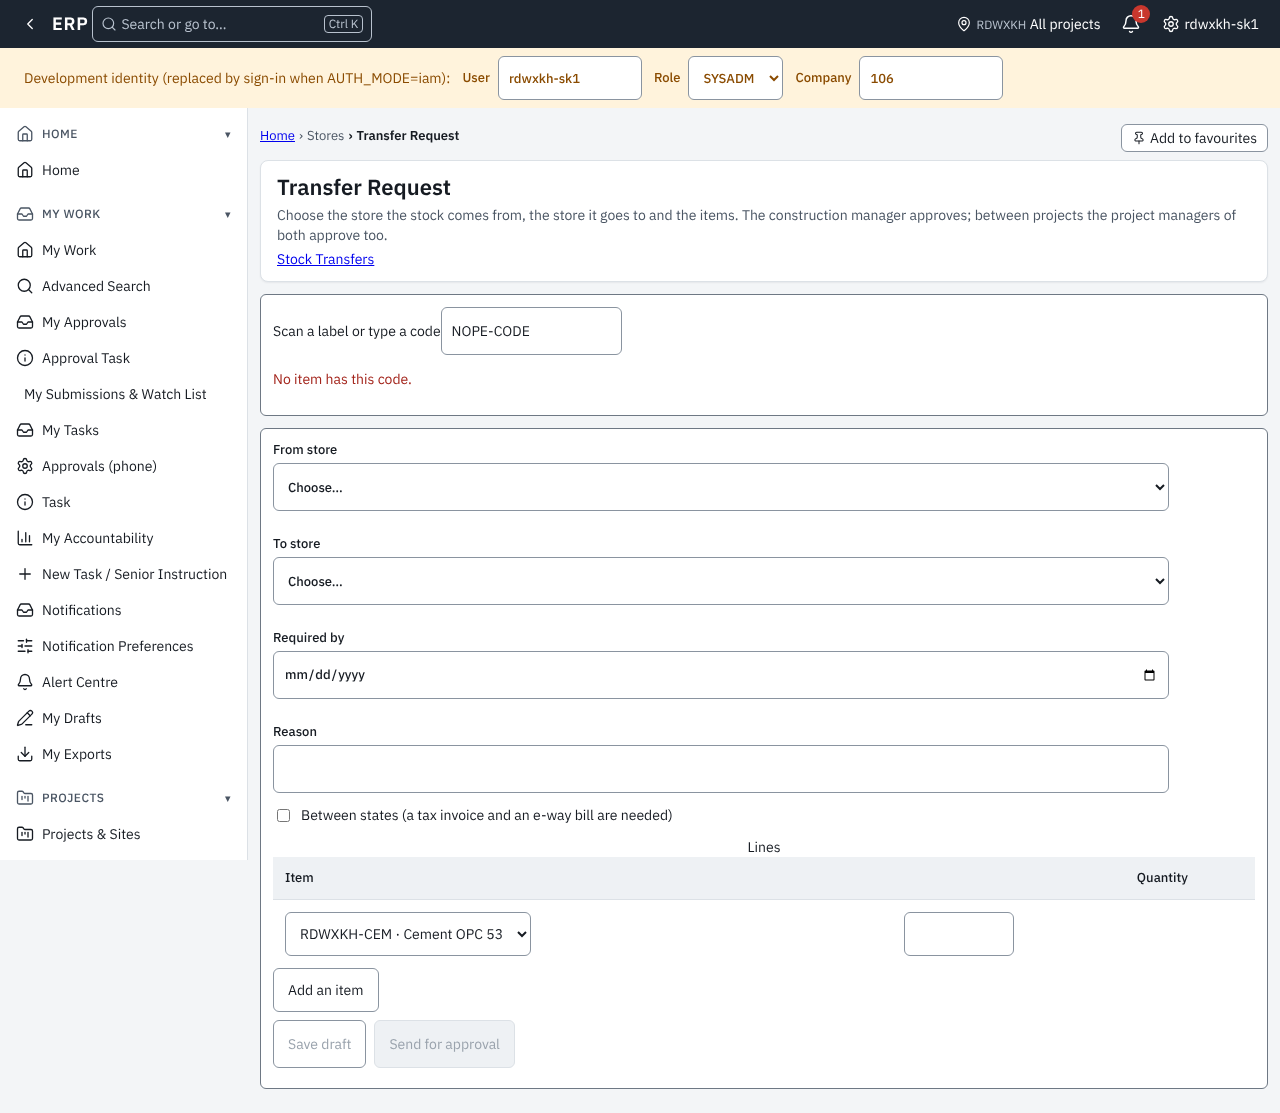 ERP
Search or go to...
Ctrl K
RDWXKH All projects
1
rdwxkh-sk1
Development identity (replaced by sign-in when AUTH_MODE=iam):
User
rdwxkh-sk1
Role
SYSADM
Company
106
HOME
Home
MY WORK
My Work
Advanced Search
My Approvals
Approval Task
My Submissions & Watch List
My Tasks
Approvals (phone)
Task
My Accountability
New Task / Senior Instruction
Notifications
Notification Preferences
Alert Centre
My Drafts
My Exports
PROJECTS
Projects & Sites
Home › Stores › Transfer Request
Add to favourites
Transfer Request
Choose the store the stock comes from, the store it goes to and the items. The construction manager approves; between projects the project managers of
both approve too.
Stock Transfers
Scan a label or type a code
NOPE-CODE
No item has this code.
From store
Choose...
To store
Choose...
Required by
mm/dd/yyyy
Reason
Between states (a tax invoice and an e-way bill are needed)
Lines
Item
Quantity
RDWXKH-CEM · Cement OPC 53
Add an item
Save draft
Send for approval